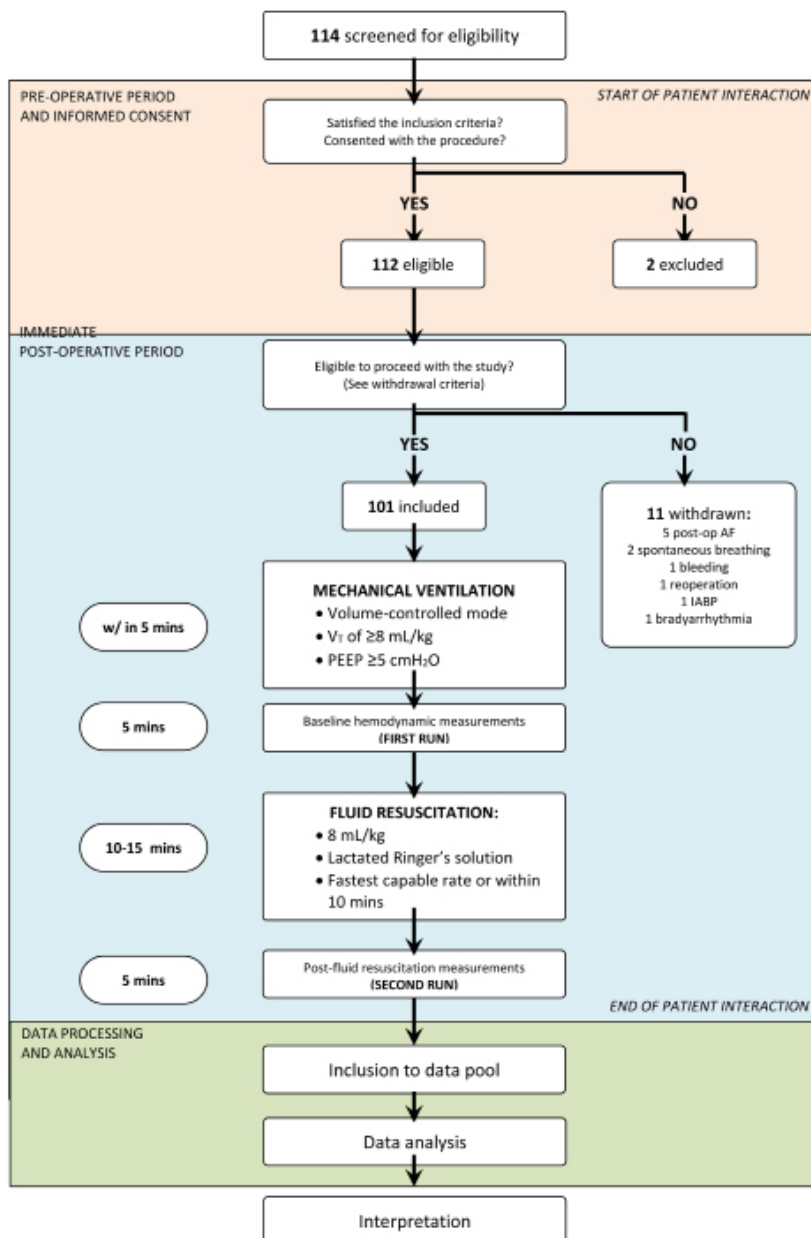 114 screened for eligibility
PRE-OPERATIVE PERIOD
AND INFORMED CONSENT
START OF PATIENT INTERACTION
Satisfied the inclusion criteria?
Consented with the procedure?
YES
NO
112 eligible
2 excluded
IMMEDIATE
POST-OPERATIVE PERIOD
Eligible to proceed with the study?
(See withdrawal criteria)
YES
NO
101 included
11 withdrawn:
5 post-op AF
2 spontaneous breathing
1 bleeding
1 reoperation
1 IABP
1 bradyarrhythmia
w/ in 5 mins
MECHANICAL VENTILATION
• Volume-controlled mode
• VT of ≥8 mL/kg
• PEEP ≥5 cmH₂O
5 mins
Baseline hemodynamic measurements
(FIRST RUN)
10-15 mins
FLUID RESUSCITATION:
• 8 mL/kg
• Lactated Ringer's solution
• Fastest capable rate or within
10 mins
5 mins
Post-fluid resuscitation measurements
(SECOND RUN)
END OF PATIENT INTERACTION
DATA PROCESSING
AND ANALYSIS
Inclusion to data pool
Data analysis
Interpretation